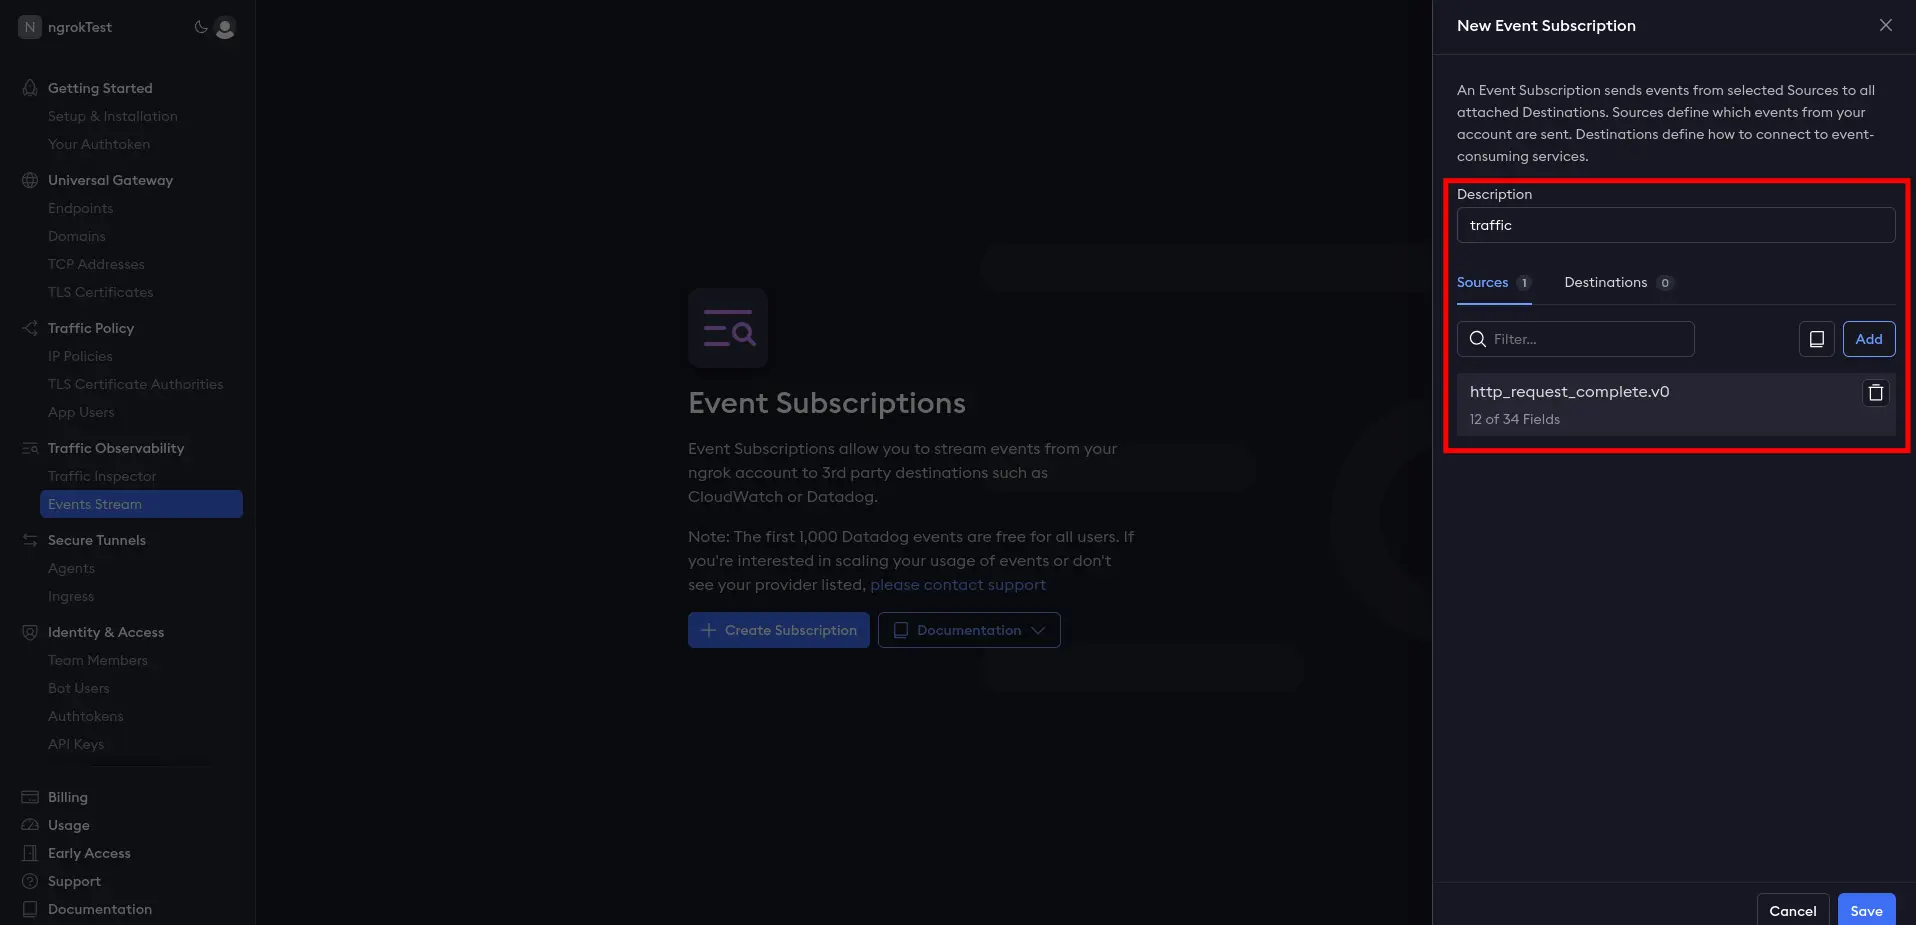 N ngrokTest
Getting Started
Setup & Installation
Your Authtoken
Universal Gateway
Endpoints
Domains
TCP Addresses
TLS Certificates
Traffic Policy
IP Policies
TLS Certificate Authorities
App Users
Traffic Observability
Traffic Inspector
Events Stream
Secure Tunnels
Agents
Ingress
Identity & Access
Team Members
Bot Users
Authtokens
API Keys
Billing
Usage
Early Access
Support
Documentation
Event Subscriptions
Event Subscriptions allow you to stream events from your
ngrok account to 3rd party destinations such as
CloudWatch or Datadog.
Note: The first 1,000 Datadog events are free for all users. If
you're interested in scaling your usage of events or don't
see your provider listed, please contact support
Create Subscription Documentation
New Event Subscription
An Event Subscription sends events from selected Sources to all
attached Destinations. Sources define which events from your
account are sent. Destinations define how to connect to event-
consuming services.
Description
traffic
Sources 1 Destinations 0
Filter... Add
http_request_complete.v0
12 of 34 Fields
Cancel Save